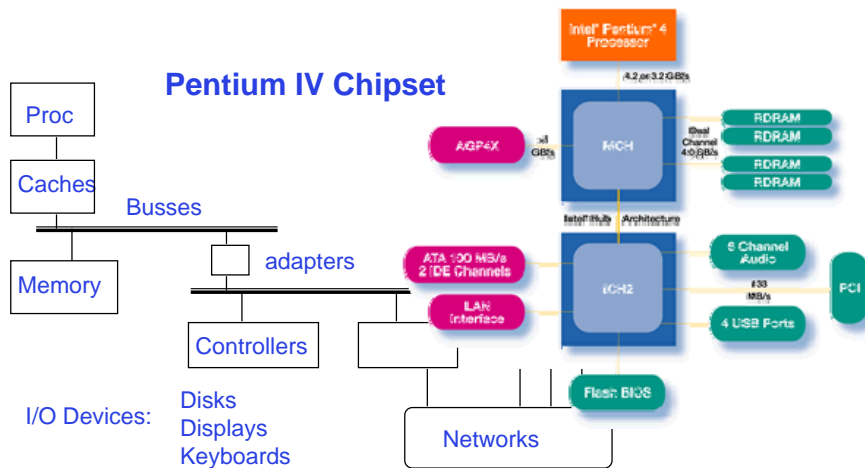 Pentium IV Chipset
Proc
Caches
Busses
Memory
adapters
Controllers
I/O Devices:
Disks
Displays
Keyboards
Networks
Intel® Pentium® 4
Processor
4.2 or 3.2 GB/s
AGP4X
GB/s
MCH
Dual
Channel
4.0 GB/s
RDRAM
RDRAM
RDRAM
RDRAM
Intel® Hub
Architecture
ATA 100 MB/s
2 IDE Channels
LAN
Interface
ICH2
6 Channel
Audio
133
MB/s
PCI
4 USB Ports
Flash BIOS